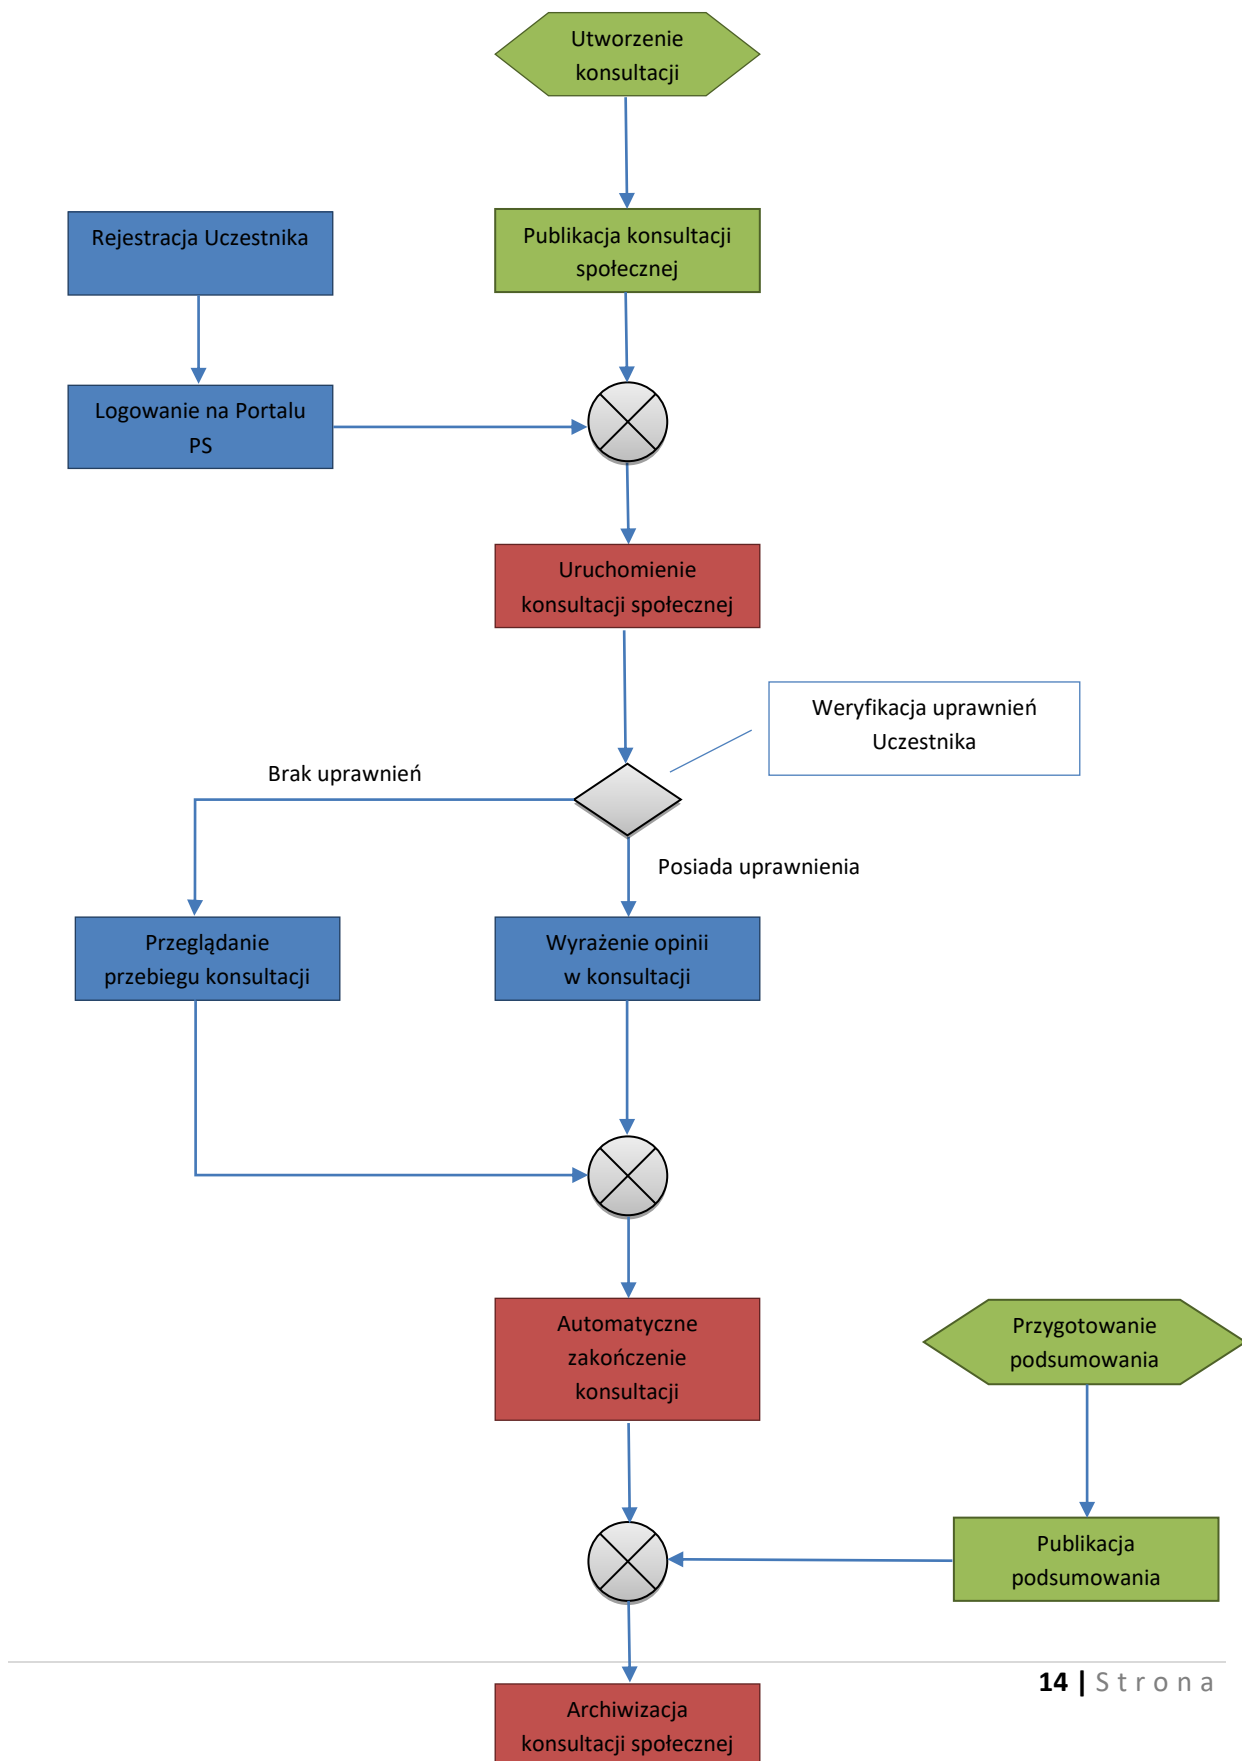 Utworzenie
konsultacji
Rejestracja Uczestnika
Publikacja konsultacji
społecznej
Logowanie na Portalu
PS
Uruchomienie
konsultacji społecznej
Weryfikacja uprawnień
Uczestnika
Brak uprawnień
Posiada uprawnienia
Przeglądanie
przebiegu konsultacji
Wyrażenie opinii
w konsultacji
Automatyczne
zakończenie
konsultacji
Przygotowanie
podsumowania
Publikacja
podsumowania
14 | Strona
Archiwizacja
konsultacji społecznej